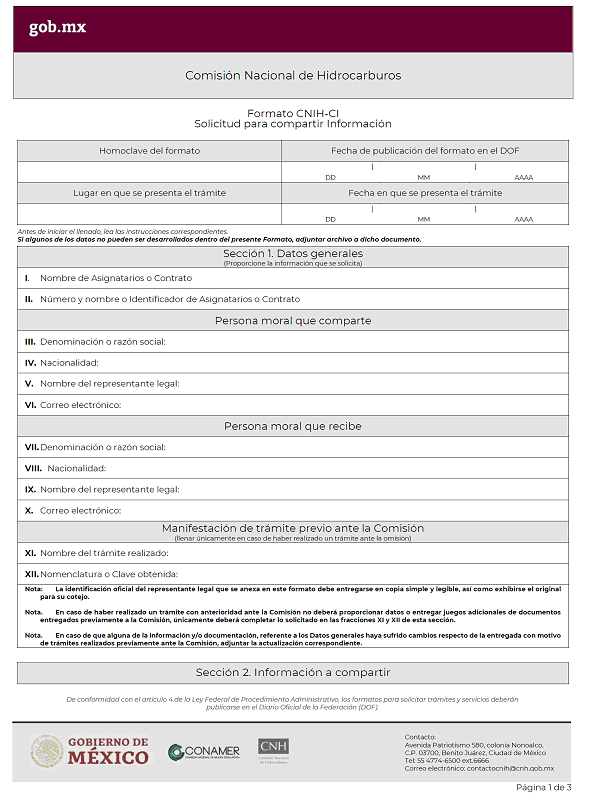 gob.mx
Comisión Nacional de Hidrocarburos
Formato CNIH-CI
Solicitud para compartir Información
Homoclave del formato
Fecha de publicación del formato en el DOF
DD
MM
AAAA
Lugar en que se presenta el trámite
Fecha en que se presenta el trámite
DD
MM
AAAA
Antes de iniciar el llenado, lea las instrucciones correspondientes.
Si algunos de los datos no pueden ser desarrollados dentro del presente Formato, adjuntar archivo a dicho documento.
Sección 1. Datos generales
(Proporcione la información que se solicita)
I. Nombre de Asignatarios o Contrato
II. Número y nombre o Identificador de Asignatarios o Contrato
Persona moral que comparte
III. Denominación o razón social:
IV. Nacionalidad:
V. Nombre del representante legal:
VI. Correo electrónico:
Persona moral que recibe
VII. Denominación o razón social:
VIII. Nacionalidad:
IX. Nombre del representante legal:
X. Correo electrónico:
Manifestación de trámite previo ante la Comisión
(llenar únicamente en caso de haber realizado un trámite ante la omisión)
XI. Nombre del trámite realizado:
XII. Nomenclatura o Clave obtenida:
Nota: La identificación oficial del representante legal que se anexa en este formato debe entregarse en copia simple y legible, así como exhibirse el original
para su cotejo.
Nota. En caso de haber realizado un trámite con anterioridad ante la Comisión no deberá proporcionar datos o entregar juegos adicionales de documentos
entregados previamente a la Comisión, únicamente deberá completar lo solicitado en las fracciones XI y XII de esta sección.
Nota. En caso de que alguna de la información y/o documentación, referente a los Datos generales haya sufrido cambios respecto de la entregada con motivo
de trámites realizados previamente ante la Comisión, adjuntar la actualización correspondiente.
Sección 2. Información a compartir
De conformidad con el artículo 4 de la Ley Federal de Procedimiento Administrativo, los formatos para solicitar trámites y servicios deberán
publicarse en el Diario Oficial de la Federación (DOF).
GOBIERNO DE
MÉXICO
CONAMER
COMISIÓN NACIONAL DE MEJORA REGULATORIA
CNH
Comisión Nacional
de Hidrocarburos
Contacto:
Avenida Patriotismo 580, colonia Nonoalco,
C.P. 03700, Benito Juárez, Ciudad de México
Tel: 55 4774-6500 ext.6666
Correo electrónico: contactocnih@cnh.gob.mx
Página 1 de 3